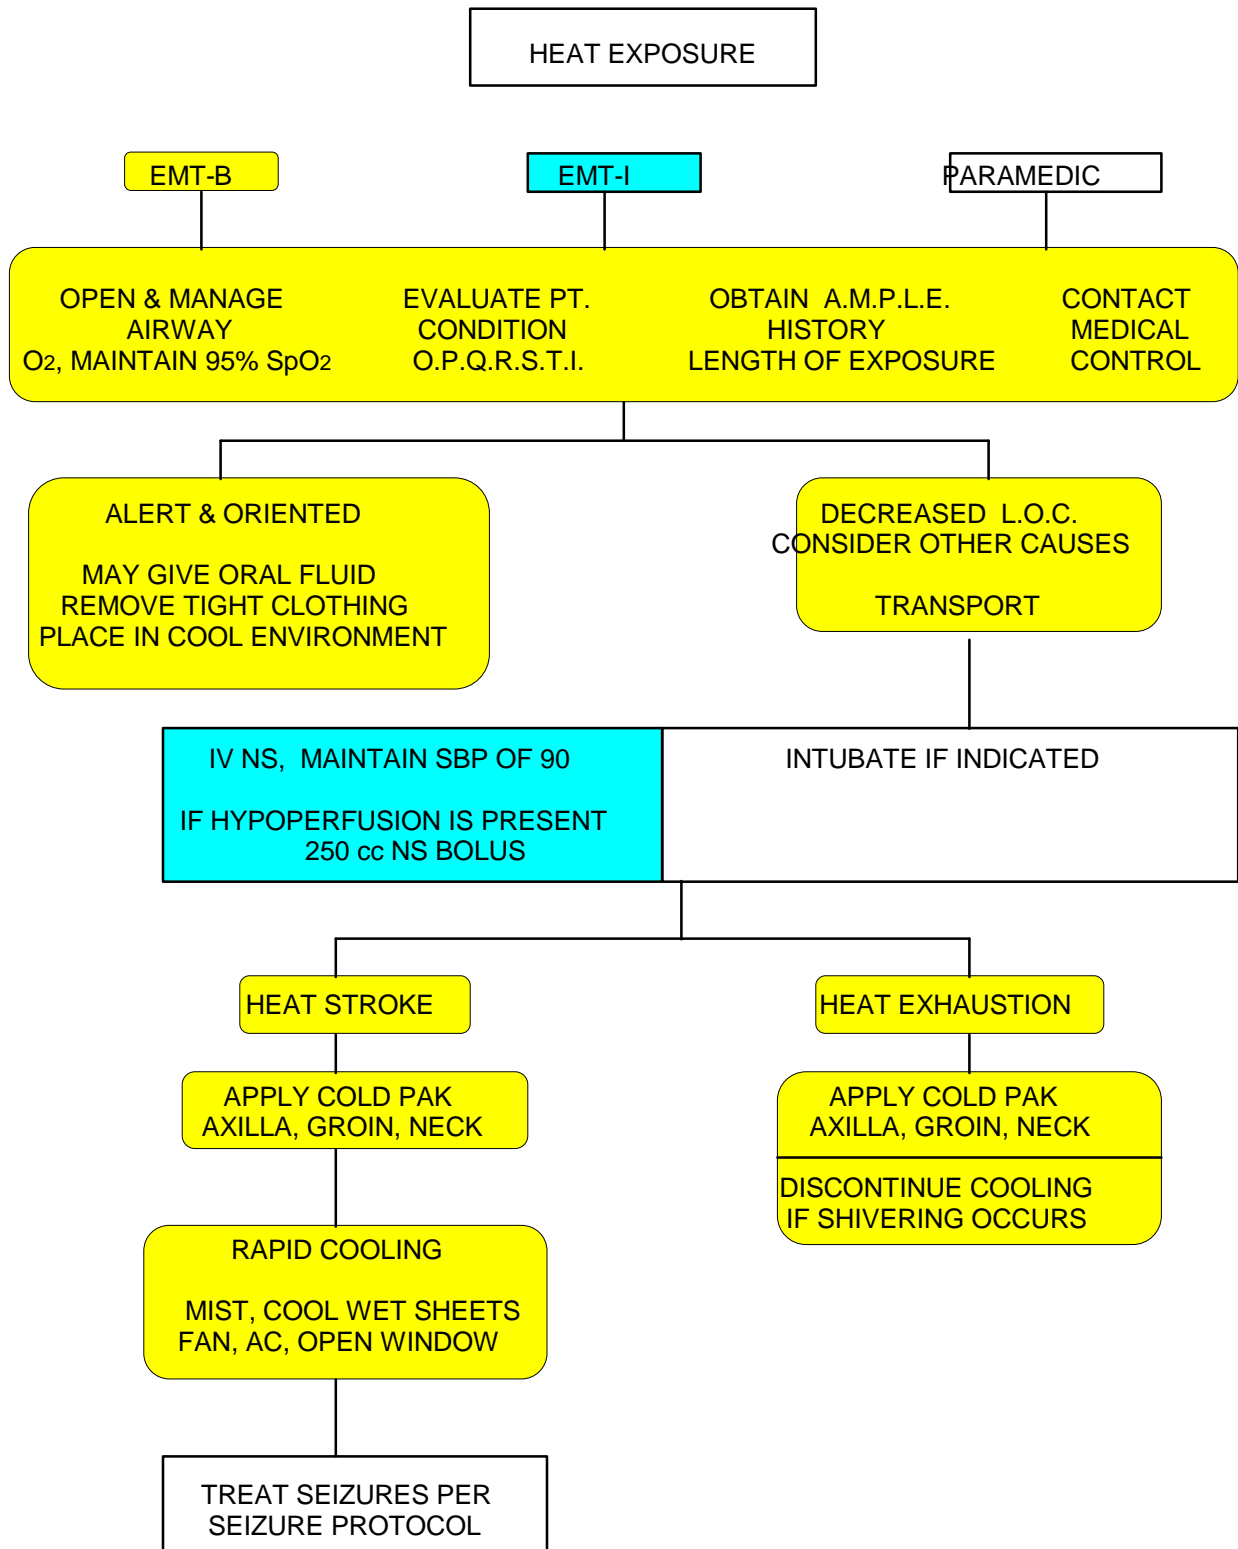 HEAT EXPOSURE
EMT-B
EMT-I
PARAMEDIC
OPEN & MANAGE
AIRWAY
O2, MAINTAIN 95% SpO2
EVALUATE PT.
CONDITION
O.P.Q.R.S.T.I.
OBTAIN A.M.P.L.E.
HISTORY
LENGTH OF EXPOSURE
CONTACT
MEDICAL
CONTROL
ALERT & ORIENTED
MAY GIVE ORAL FLUID
REMOVE TIGHT CLOTHING
PLACE IN COOL ENVIRONMENT
DECREASED L.O.C.
CONSIDER OTHER CAUSES
TRANSPORT
IV NS, MAINTAIN SBP OF 90
IF HYPOPERFUSION IS PRESENT
250 cc NS BOLUS
INTUBATE IF INDICATED
HEAT STROKE
APPLY COLD PAK
AXILLA, GROIN, NECK
RAPID COOLING
MIST, COOL WET SHEETS
FAN, AC, OPEN WINDOW
TREAT SEIZURES PER
SEIZURE PROTOCOL
HEAT EXHAUSTION
APPLY COLD PAK
AXILLA, GROIN, NECK
DISCONTINUE COOLING
IF SHIVERING OCCURS